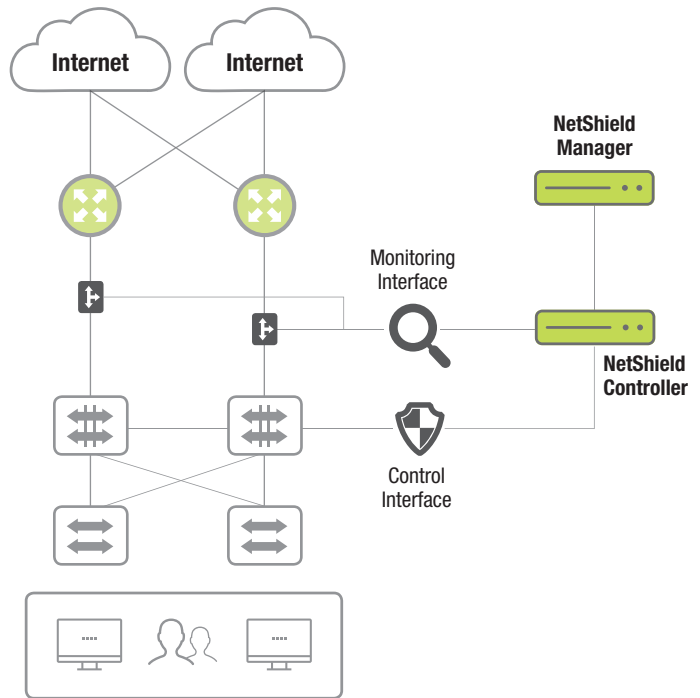 Internet
Internet
NetShield
Manager
Monitoring
Interface
NetShield
Controller
Control
Interface